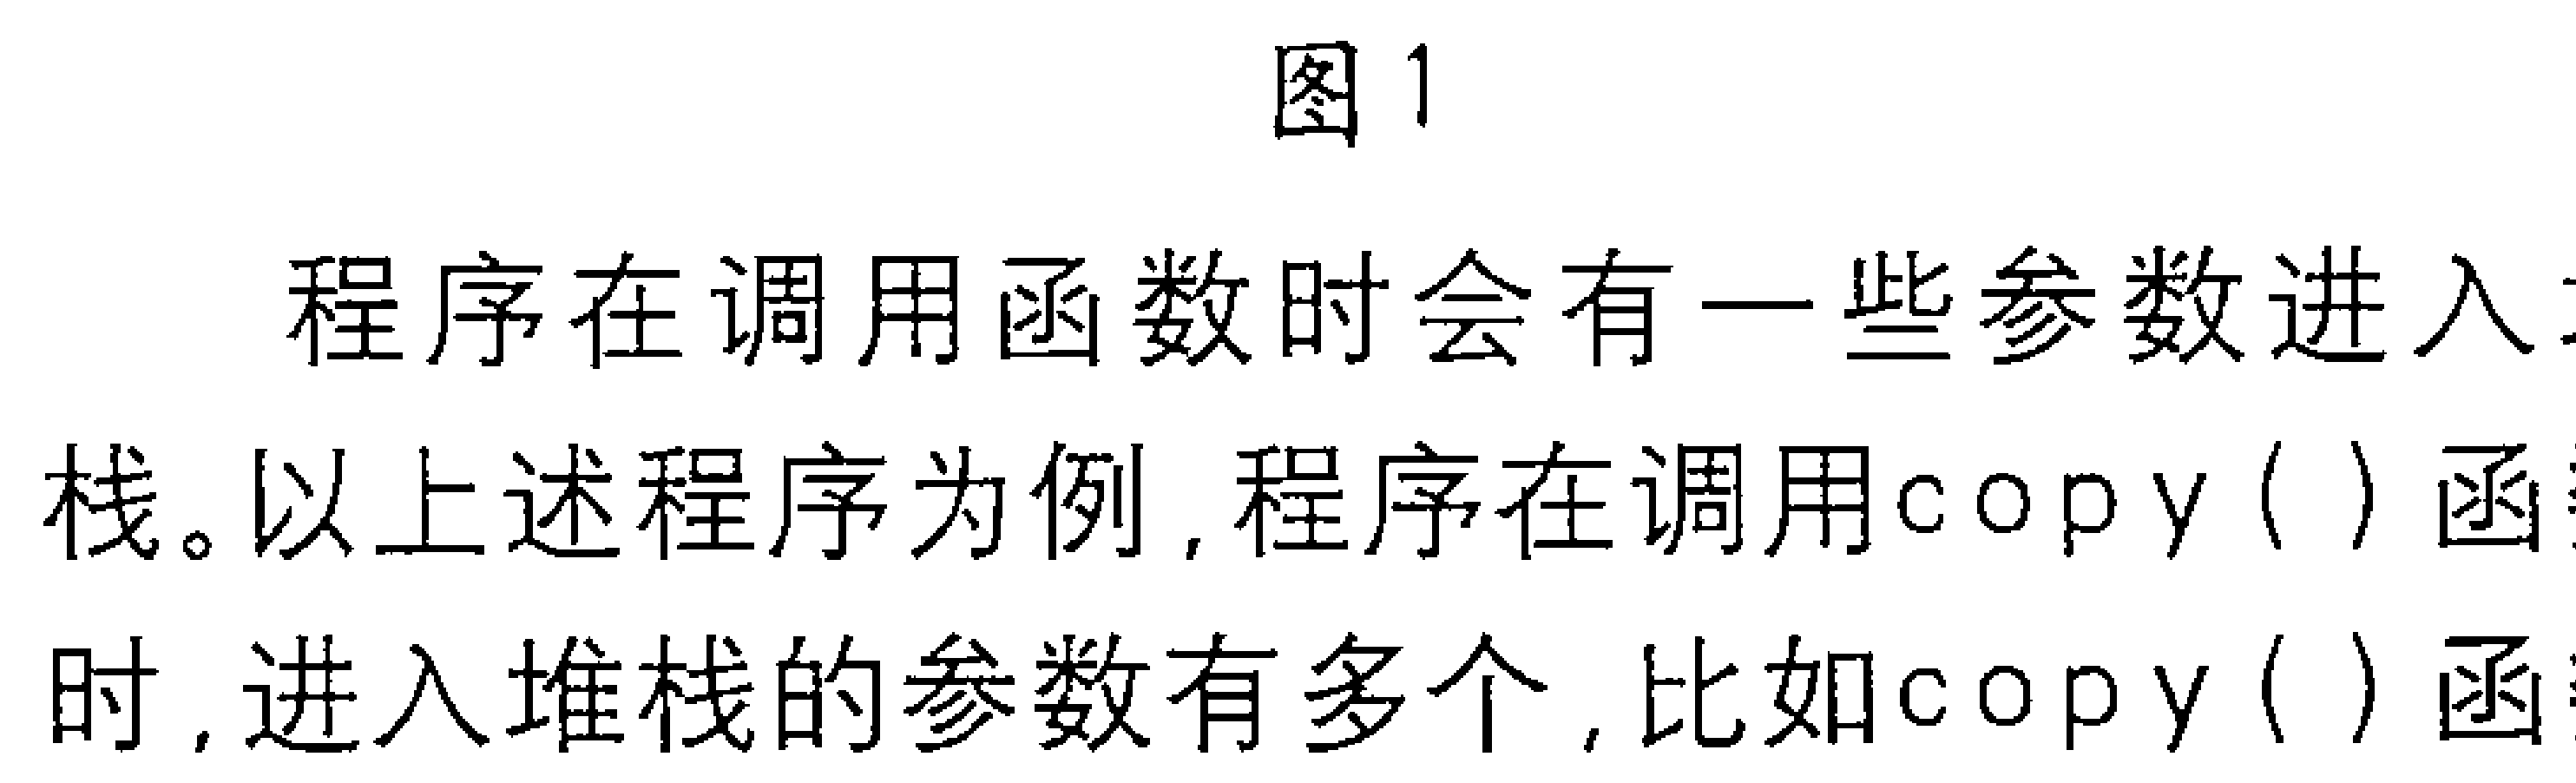 图1
程序在调用函数时会有一些参数进入
栈。以上述程序为例,程序在调用copy()函
时,进入堆栈的参数有多个,比如copy()函